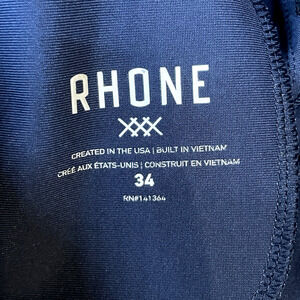 RHONE
CREATED IN THE USA | BUILT IN VIETNAM
CRÉÉ AUX ÉTATS-UNIS | CONSTRUIT EN VIETNAM
34
RN#141364